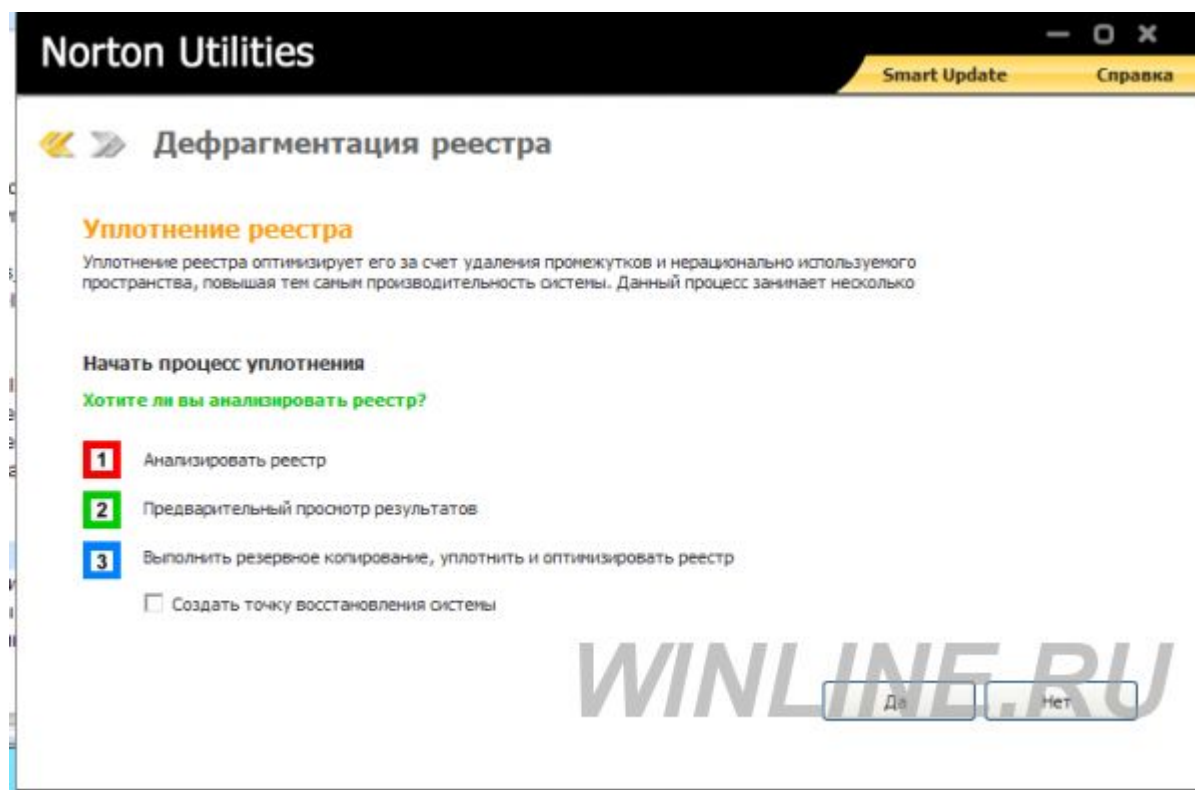 Norton Utilities
Smart Update
Справка
Дефрагментация реестра
Уплотнение реестра
Уплотнение реестра оптимизирует его за счет удаления промежутков и нерационально используемого
пространства, повышая тем самым производительность системы. Данный процесс занимает несколько
Начать процесс уплотнения
Хотите ли вы анализировать реестр?
1 Анализировать реестр
2 Предварительный просмотр результатов
3 Выполнить резервное копирование, уплотнить и оптимизировать реестр
Создать точку восстановления системы
WINLINE.RU
Да
Нет